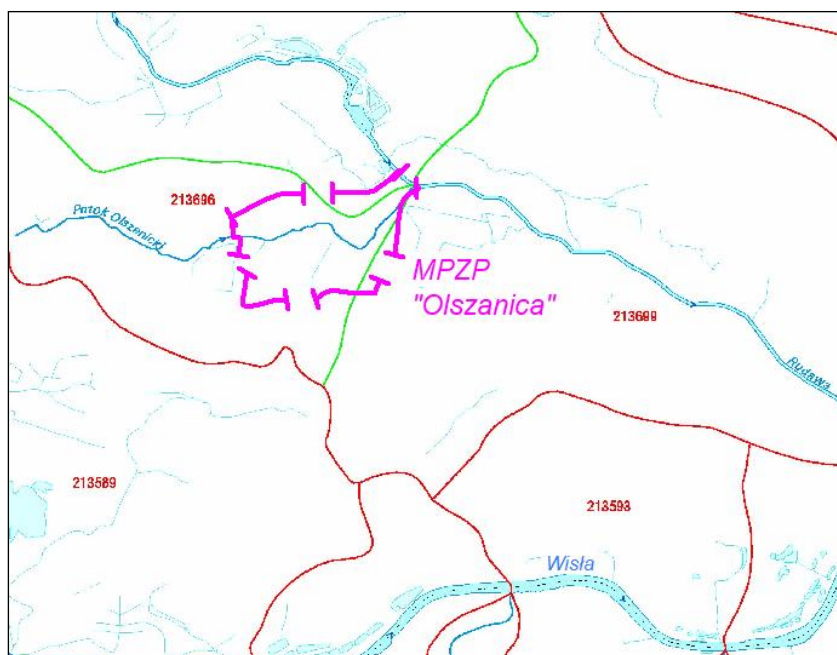 213696
Potok Olszanicki
MPZP
"Olszanica"
213699
Rudawa
213589
213593
Wisła